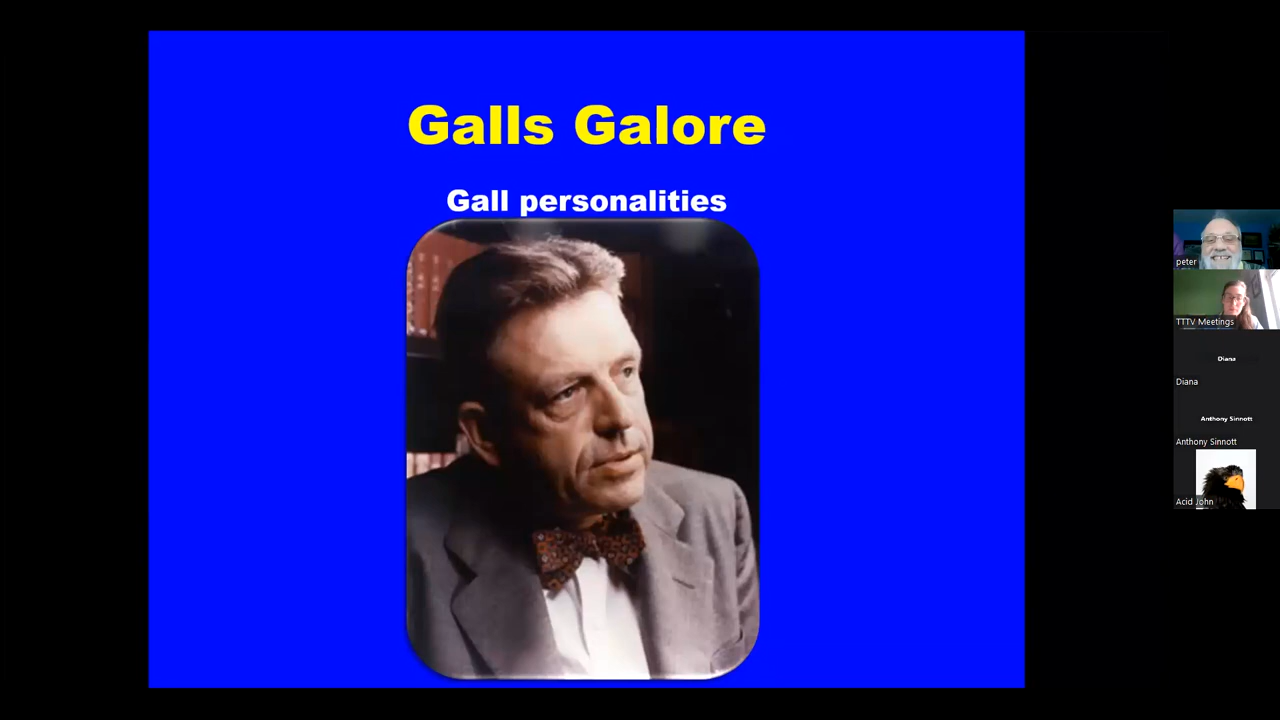 Galls Galore
Gall personalities
peter
TTTV Meetings
Diana
Diana
Anthony Sinnott
Anthony Sinnott
Acid John